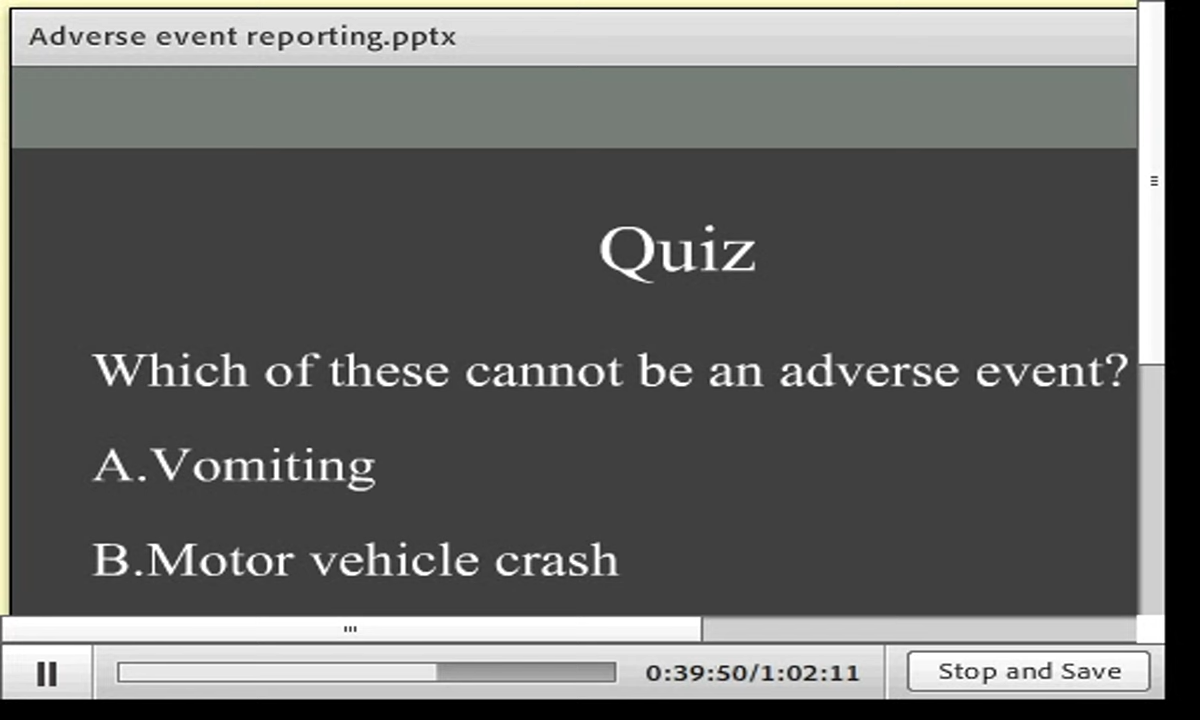 Adverse event reporting.pptx
Quiz
Which of these cannot be an adverse event?
A.Vomiting
B.Motor vehicle crash
0:39:50/1:02:11
Stop and Save